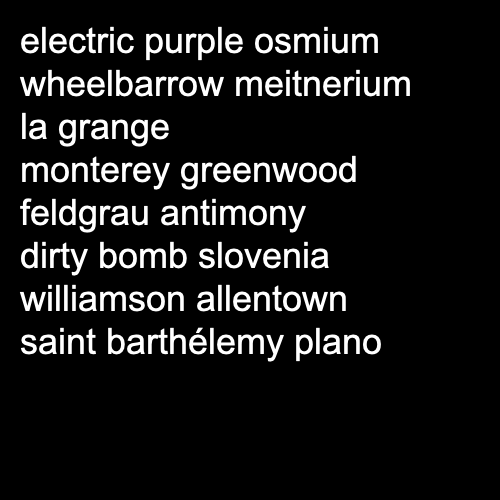 electric purple osmium
wheelbarrow meitnerium
la grange
monterey greenwood
feldgrau antimony
dirty bomb slovenia
williamson allentown
saint barthélemy plano